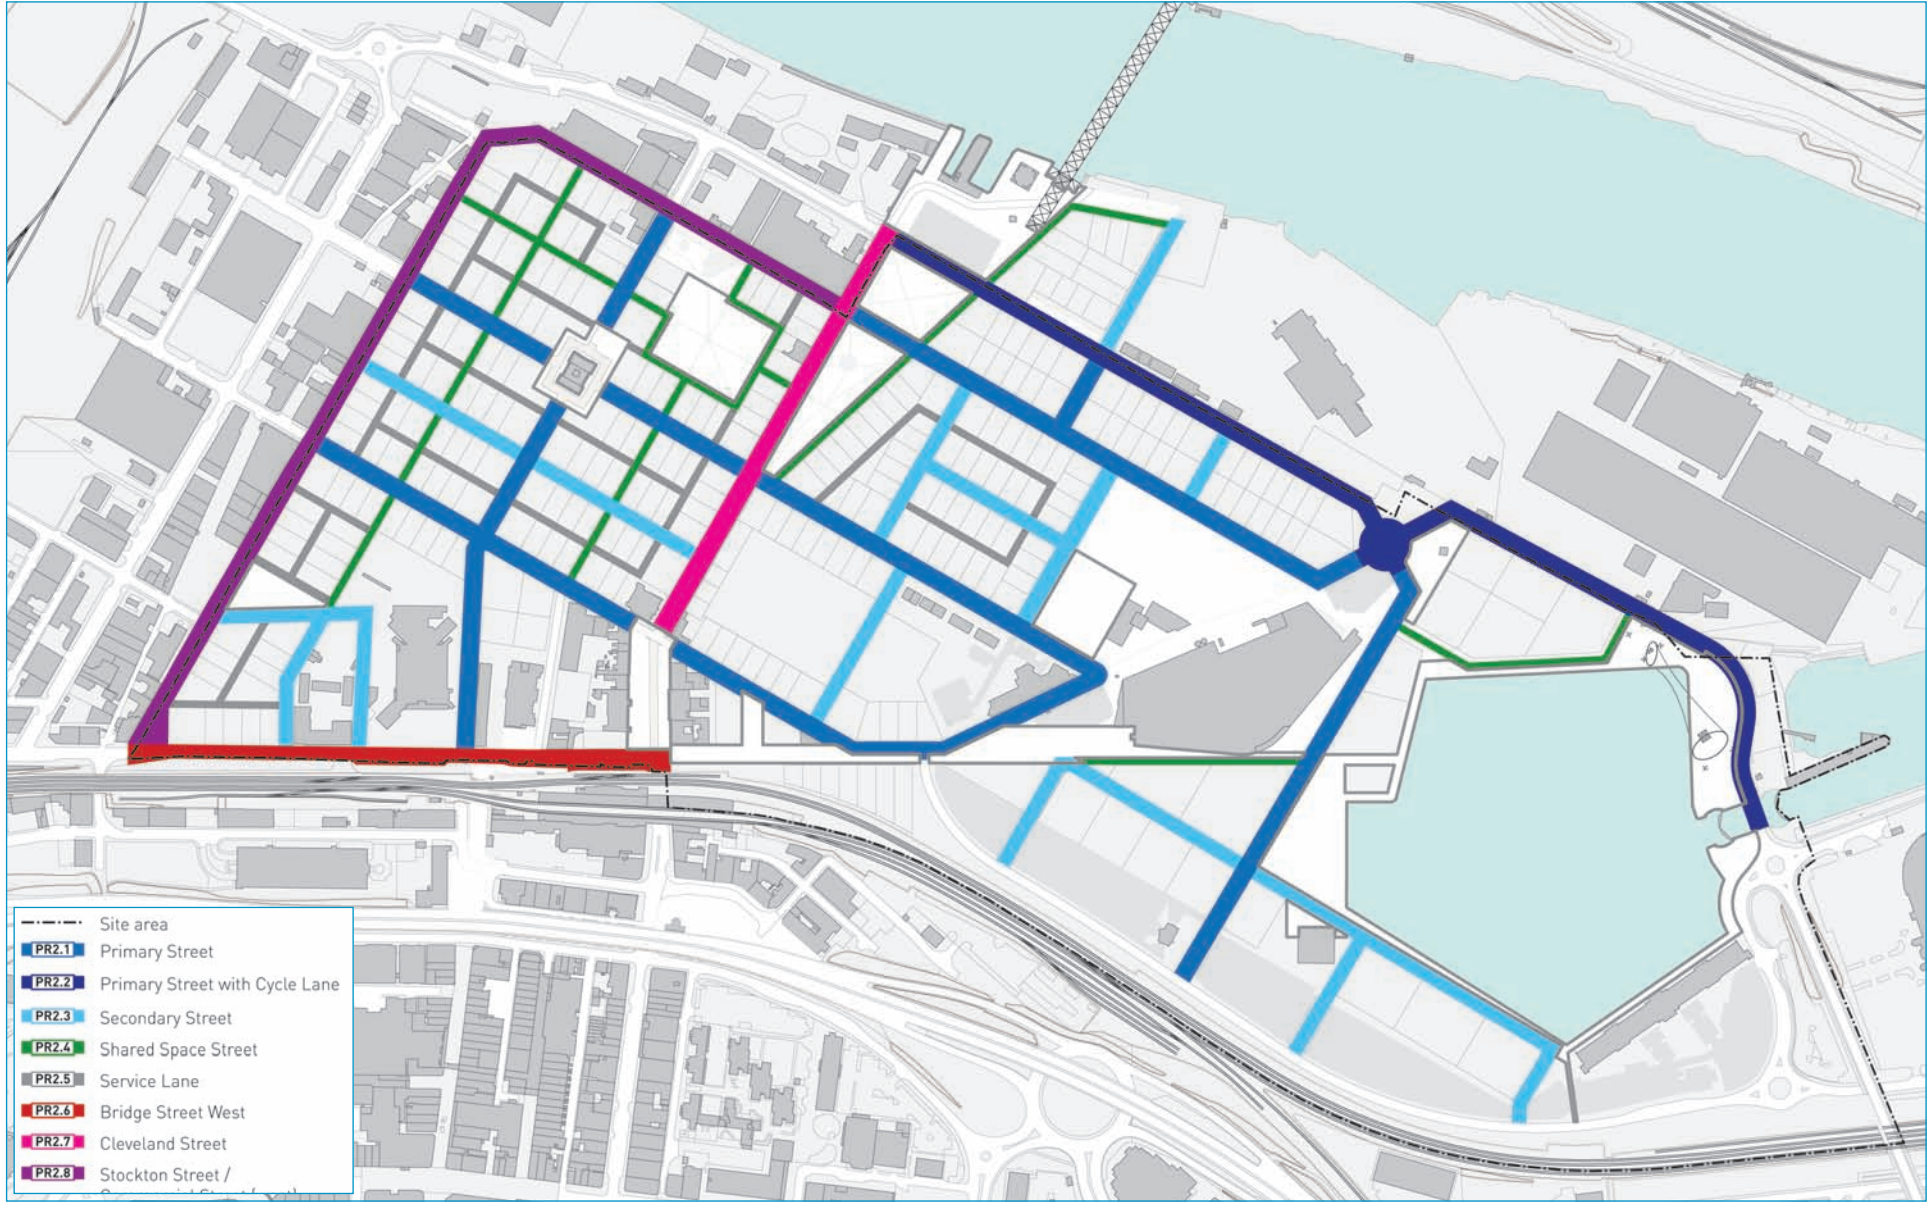 Site area
PR2.1 Primary Street
PR2.2 Primary Street with Cycle Lane
PR2.3 Secondary Street
PR2.4 Shared Space Street
PR2.5 Service Lane
PR2.6 Bridge Street West
PR2.7 Cleveland Street
PR2.8 Stockton Street /